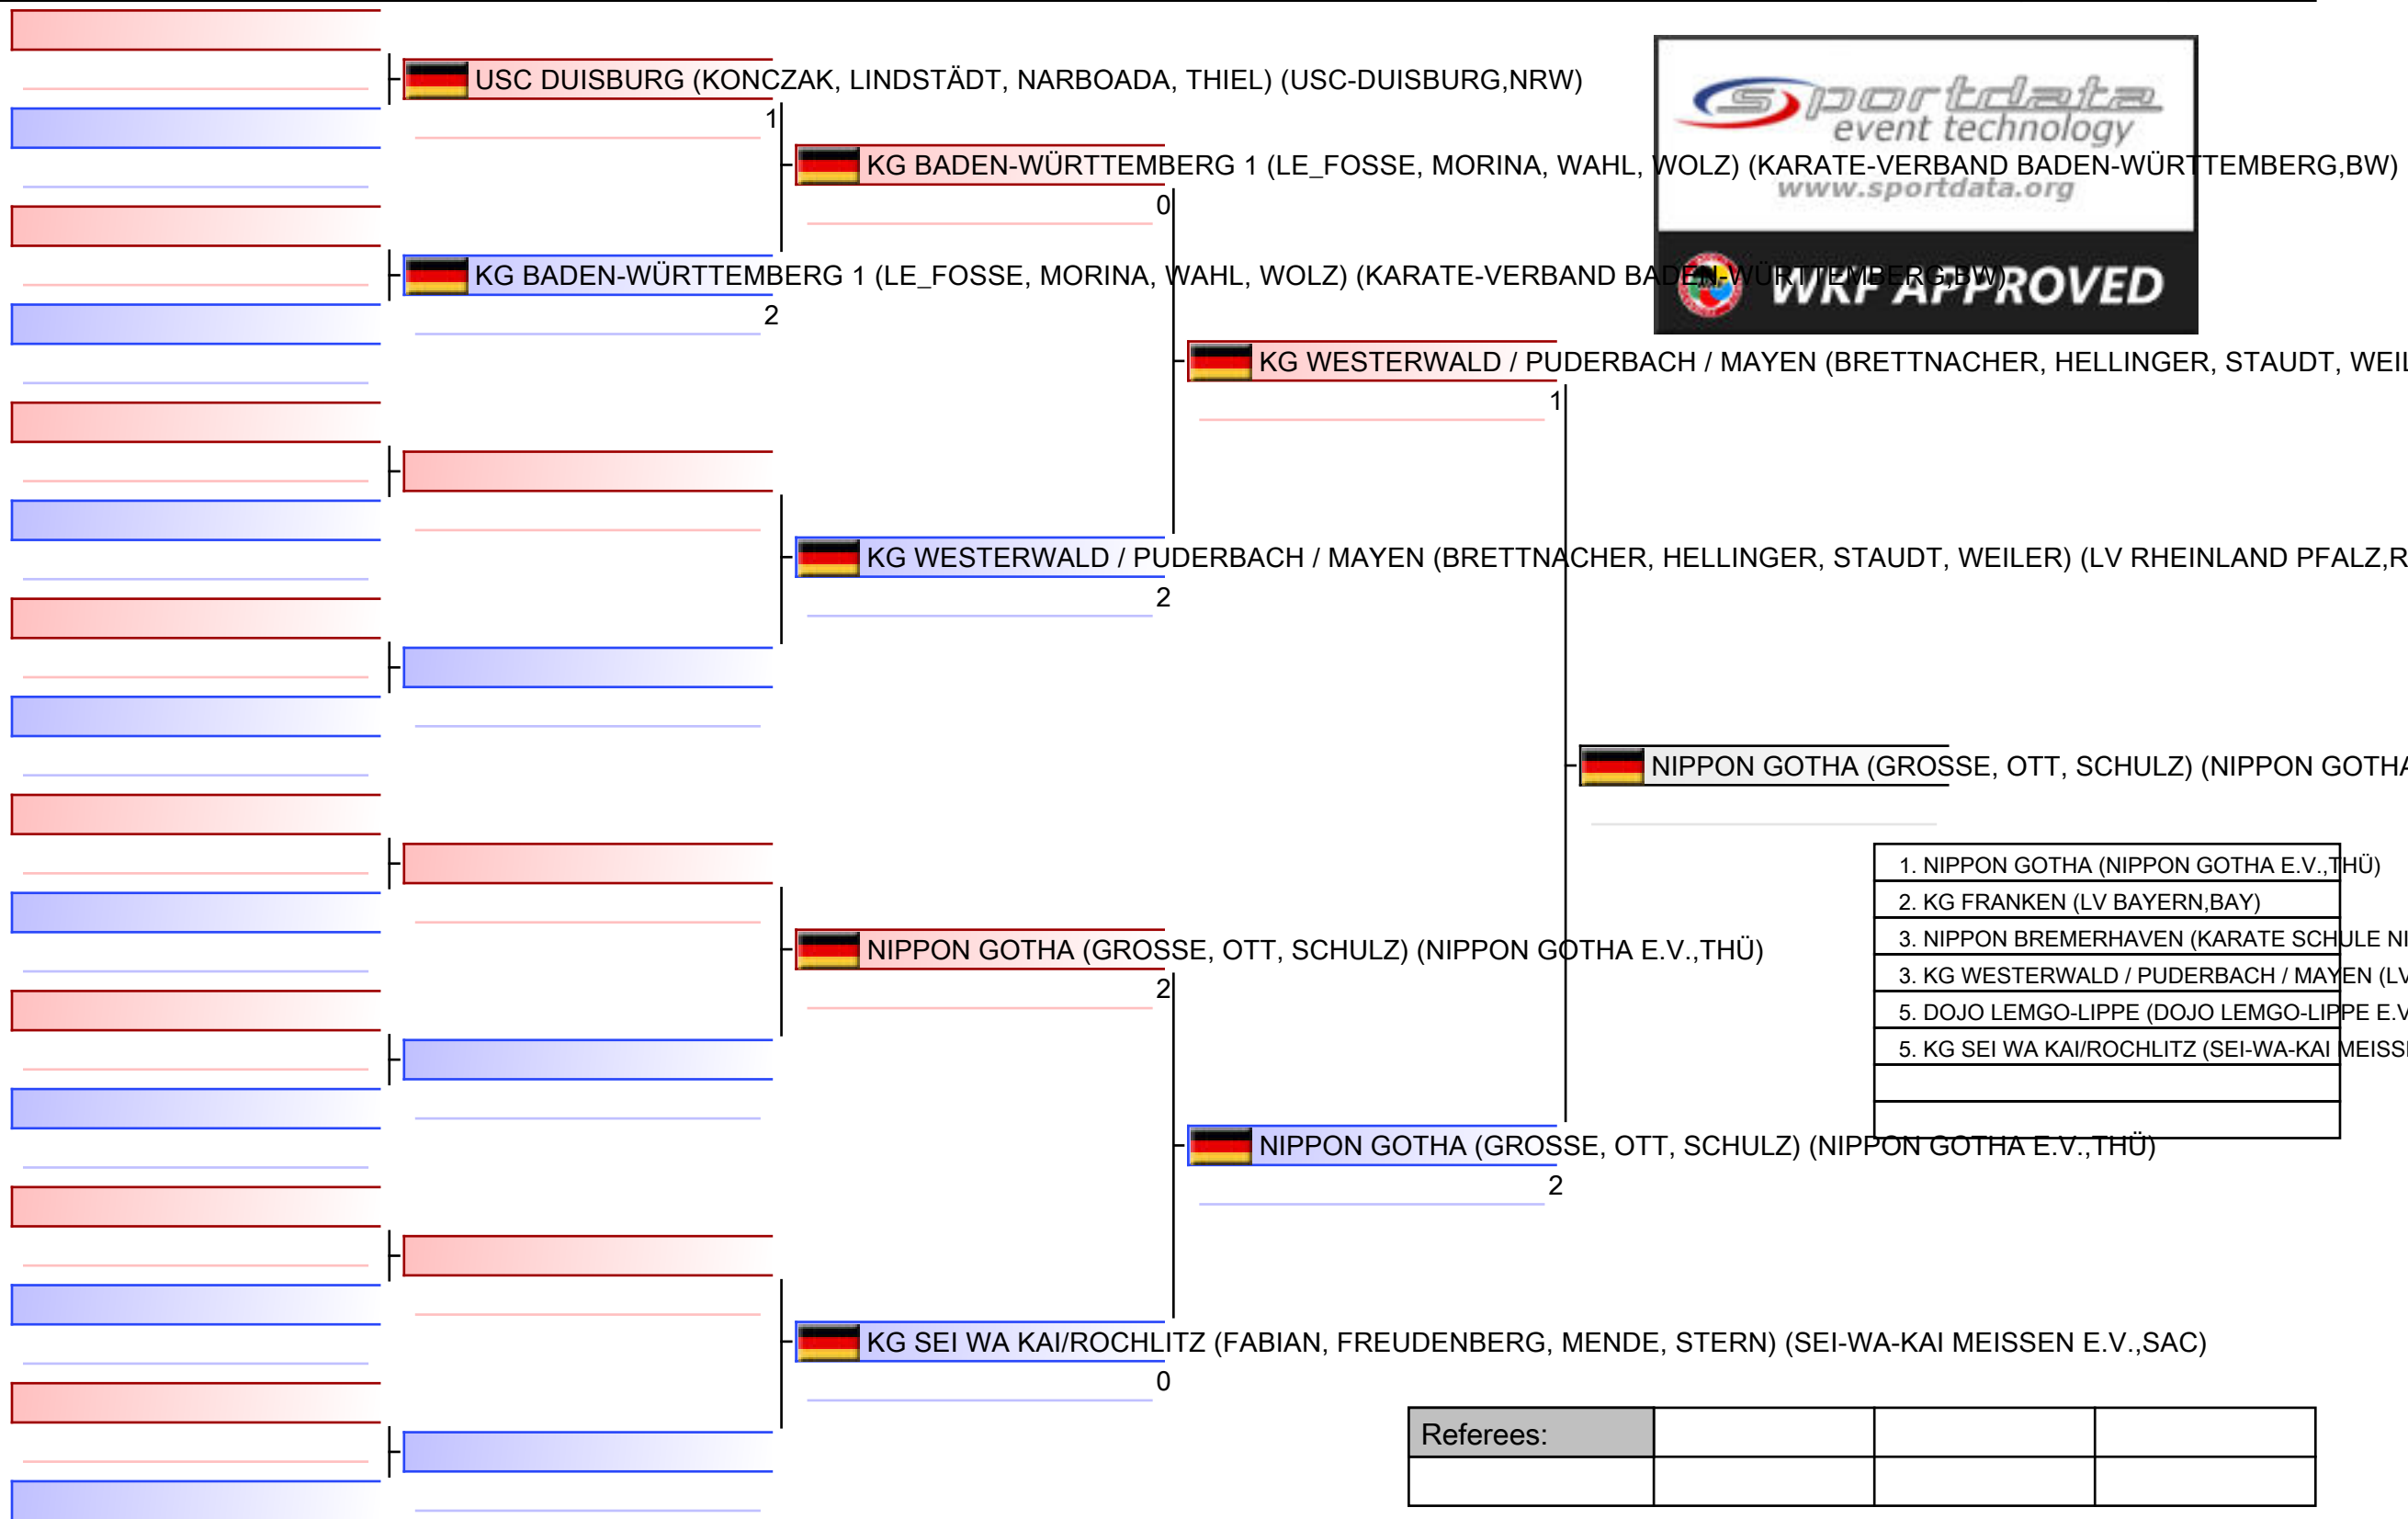 USC DUISBURG (KONCZAK, LINDSTÄDT, NARBOADA, THIEL) (USC-DUISBURG,NRW)
1
sportdata
event technology
www.sportdata.org
KG BADEN-WÜRTTEMBERG 1 (LE_FOSSE, MORINA, WAHL, WOLZ) (KARATE-VERBAND BADEN-WÜRTTEMBERG,BW)
0
KG BADEN-WÜRTTEMBERG 1 (LE_FOSSE, MORINA, WAHL, WOLZ) (KARATE-VERBAND BADEN-WÜRTTEMBERG,BW)
2
WKF APPROVED
KG WESTERWALD / PUDERBACH / MAYEN (BRETTNACHER, HELLINGER, STAUDT, WEIL
1
KG WESTERWALD / PUDERBACH / MAYEN (BRETTNACHER, HELLINGER, STAUDT, WEILER) (LV RHEINLAND PFALZ,R
2
NIPPON GOTHA (GROSSE, OTT, SCHULZ) (NIPPON GOTHA
1. NIPPON GOTHA (NIPPON GOTHA E.V.,THÜ)
2. KG FRANKEN (LV BAYERN,BAY)
3. NIPPON BREMERHAVEN (KARATE SCHULE NI
3. KG WESTERWALD / PUDERBACH / MAYEN (LV
5. DOJO LEMGO-LIPPE (DOJO LEMGO-LIPPE E.V
5. KG SEI WA KAI/ROCHLITZ (SEI-WA-KAI MEISSE
NIPPON GOTHA (GROSSE, OTT, SCHULZ) (NIPPON GOTHA E.V.,THÜ)
2
NIPPON GOTHA (GROSSE, OTT, SCHULZ) (NIPPON GOTHA E.V.,THÜ)
2
KG SEI WA KAI/ROCHLITZ (FABIAN, FREUDENBERG, MENDE, STERN) (SEI-WA-KAI MEISSEN E.V.,SAC)
0
Referees: